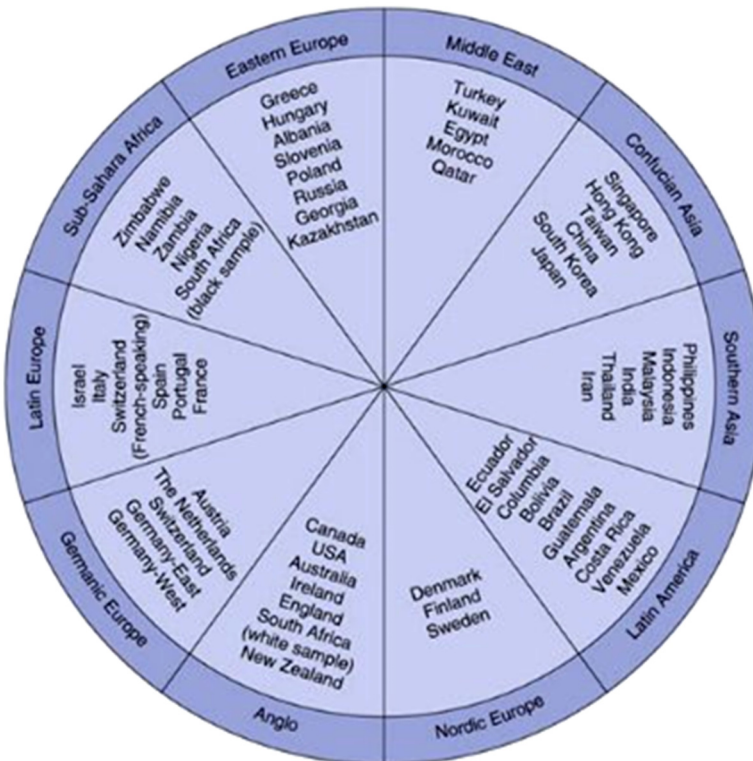 Eastern Europe
Greece
Hungary
Albania
Slovenia
Poland
Russia
Georgia
Kazakhstan
Middle East
Turkey
Kuwait
Egypt
Morocco
Qatar
Confucian Asia
Singapore
Hong Kong
Taiwan
China
South Korea
Japan
Southern Asia
Philippines
Indonesia
Malaysia
India
Thailand
Iran
Latin America
Ecuador
El Salvador
Columbia
Bolivia
Brazil
Guatemala
Argentina
Costa Rica
Venezuela
Mexico
Nordic Europe
Denmark
Finland
Sweden
Anglo
Canada
USA
Australia
Ireland
England
South Africa
(white sample)
New Zealand
Germanic Europe
Austria
The Netherlands
Switzerland
Germany-East
Germany-West
Latin Europe
Israel
Italy
Switzerland
(French-speaking)
Spain
Portugal
France
Sub-Sahara Africa
Zimbabwe
Namibia
Zambia
Nigeria
South Africa
(black sample)